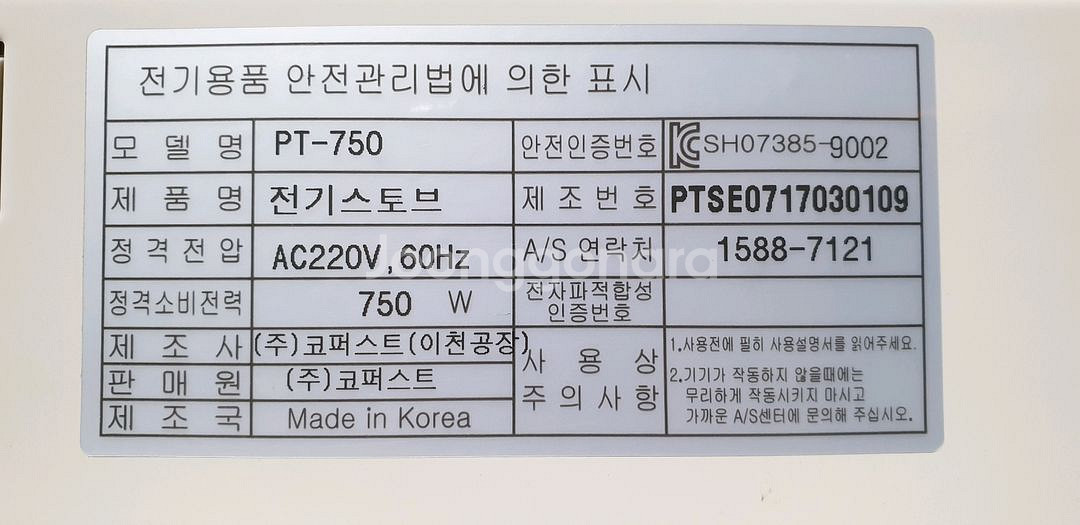 전기용품 안전관리법에 의한 표시
모델명 PT-750 안전인증번호 SH07385-9002
제품명 전기스토브 제조번호 PTSE0717030109
정격전압 AC220V, 60Hz A/S 연락처 1588-7121
정격소비전력 750 W 전자파적합성
인증번호
제조사 (주)코퍼스트(이천공장)
판매원 (주)코퍼스트
제조국 Made in Korea
사용상
주의사항
1.사용전에 필히 사용설명서를 읽어주세요.
2.기기가 작동하지 않을때에는
무리하게 작동시키지 마시고
가까운 A/S센터에 문의해 주십시오.
Joonggonara